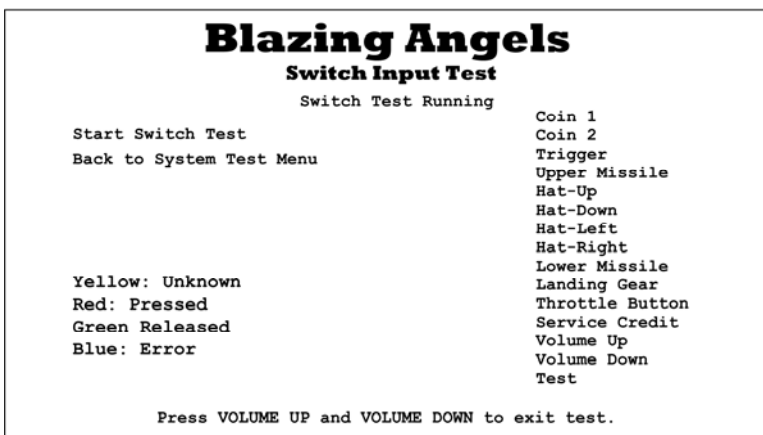 Blazing Angels
Switch Input Test
Switch Test Running
Start Switch Test
Back to System Test Menu
Yellow: Unknown
Red: Pressed
Green Released
Blue: Error
Coin 1
Coin 2
Trigger
Upper Missile
Hat-Up
Hat-Down
Hat-Left
Hat-Right
Lower Missile
Landing Gear
Throttle Button
Service Credit
Volume Up
Volume Down
Test
Press VOLUME UP and VOLUME DOWN to exit test.